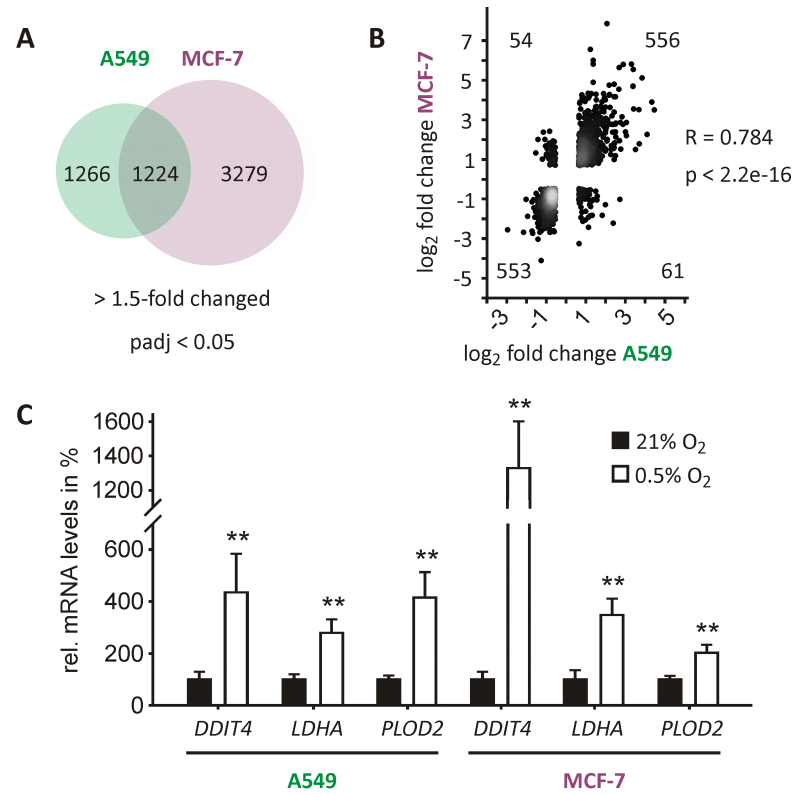 A
A549 MCF-7
1266 1224 3279
> 1.5-fold changed
padj < 0.05
B
log2 fold change MCF-7
7
5
3
1
-1
-3
-5
54 556
553 61
R = 0.784
p < 2.2e-16
-3 -1 1 3 5
log2 fold change A549
C
rel. mRNA levels in %
1600
1400
1200
600
400
200
0
21% O2
0.5% O2
** ** ** ** ** **
DDIT4 LDHA PLOD2 DDIT4 LDHA PLOD2
A549 MCF-7